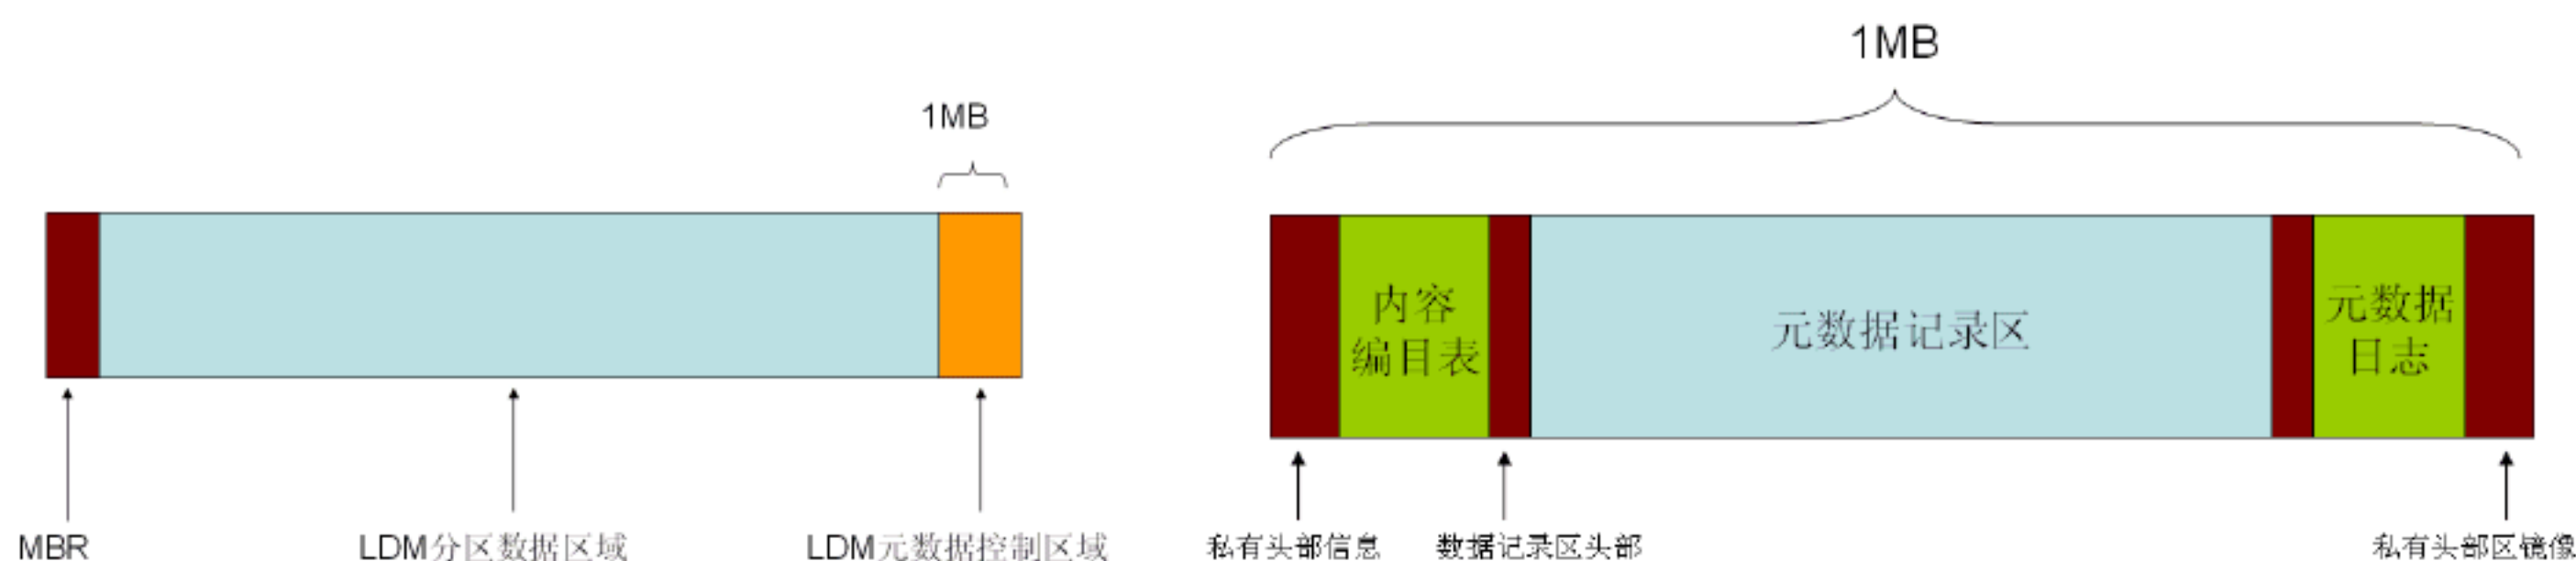 1MB
MBR
LDM分区数据区域
LDM元数据控制区域
1MB
内容
编目表
元数据记录区
元数据
日志
私有头部信息
数据记录区头部
私有头部区镜像